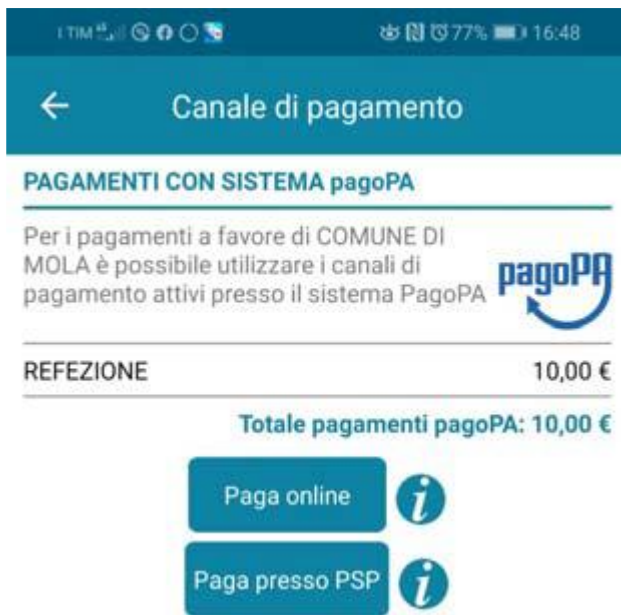 I TIM 77% 16:48
Canale di pagamento
PAGAMENTI CON SISTEMA pagoPA
Per i pagamenti a favore di COMUNE DI
MOLA è possibile utilizzare i canali di
pagamento attivi presso il sistema PagoPA
pagoPA
REFEZIONE 10,00 €
Totale pagamenti pagoPA: 10,00 €
Paga online i
Paga presso PSP i